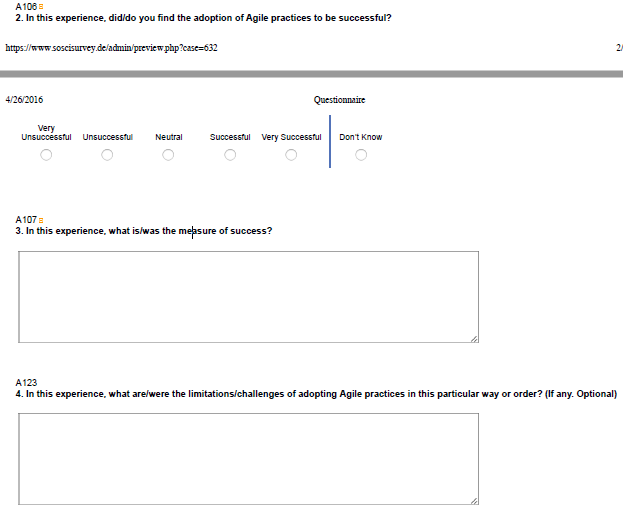 A106
2. In this experience, did/do you find the adoption of Agile practices to be successful?
https://www.soscisurvey.de/admin/preview.php?case=632
2/
4/26/2016
Questionnaire
Very
Unsuccessful Unsuccessful Neutral Successful Very Successful Don't Know
A107
3. In this experience, what is/was the measure of success?
A123
4. In this experience, what are/were the limitations/challenges of adopting Agile practices in this particular way or order? (If any. Optional)